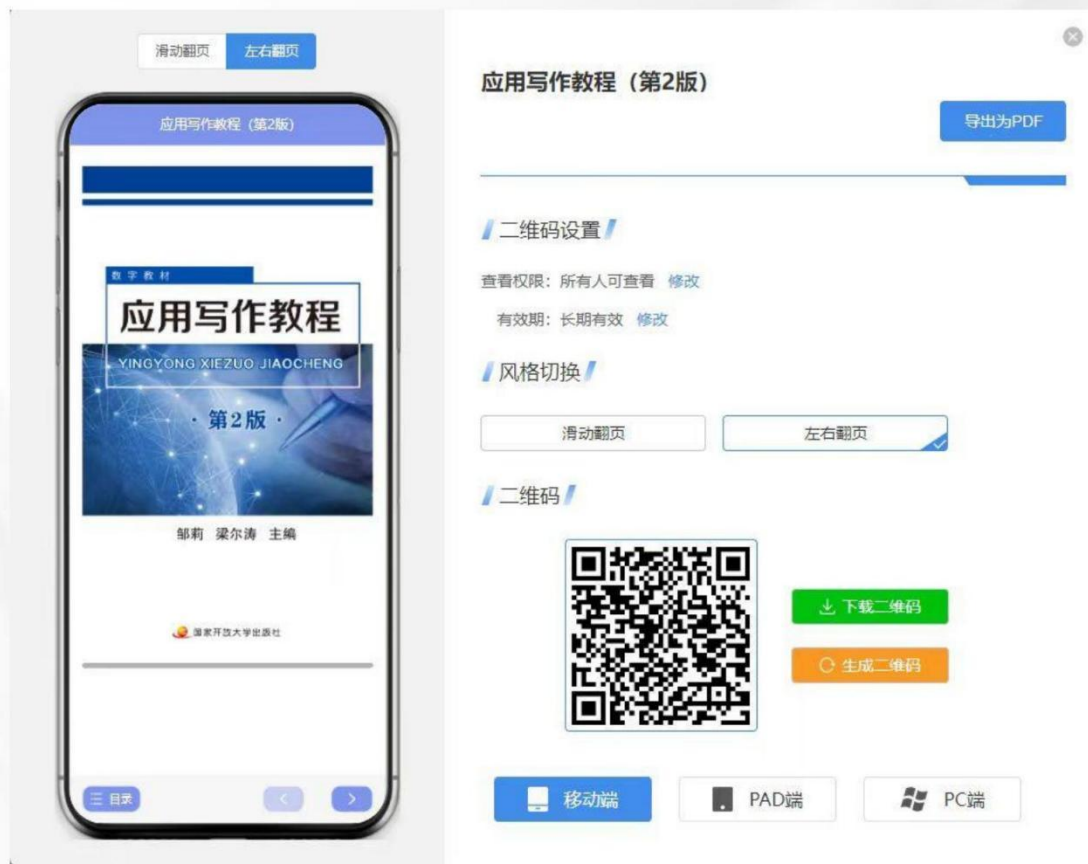 滑动翻页 左右翻页
应用写作教程（第2版）
数字教材
应用写作教程
YINGYONG XIEZUO JIAOCHENG
·第2版·
邹莉 梁尔涛 主编
国家开放大学出版社
目录
应用写作教程（第2版）
导出为PDF
二维码设置
查看权限：所有人可查看 修改
有效期：长期有效 修改
风格切换
滑动翻页 左右翻页
二维码
下载二维码
生成二维码
移动端 PAD端 PC端